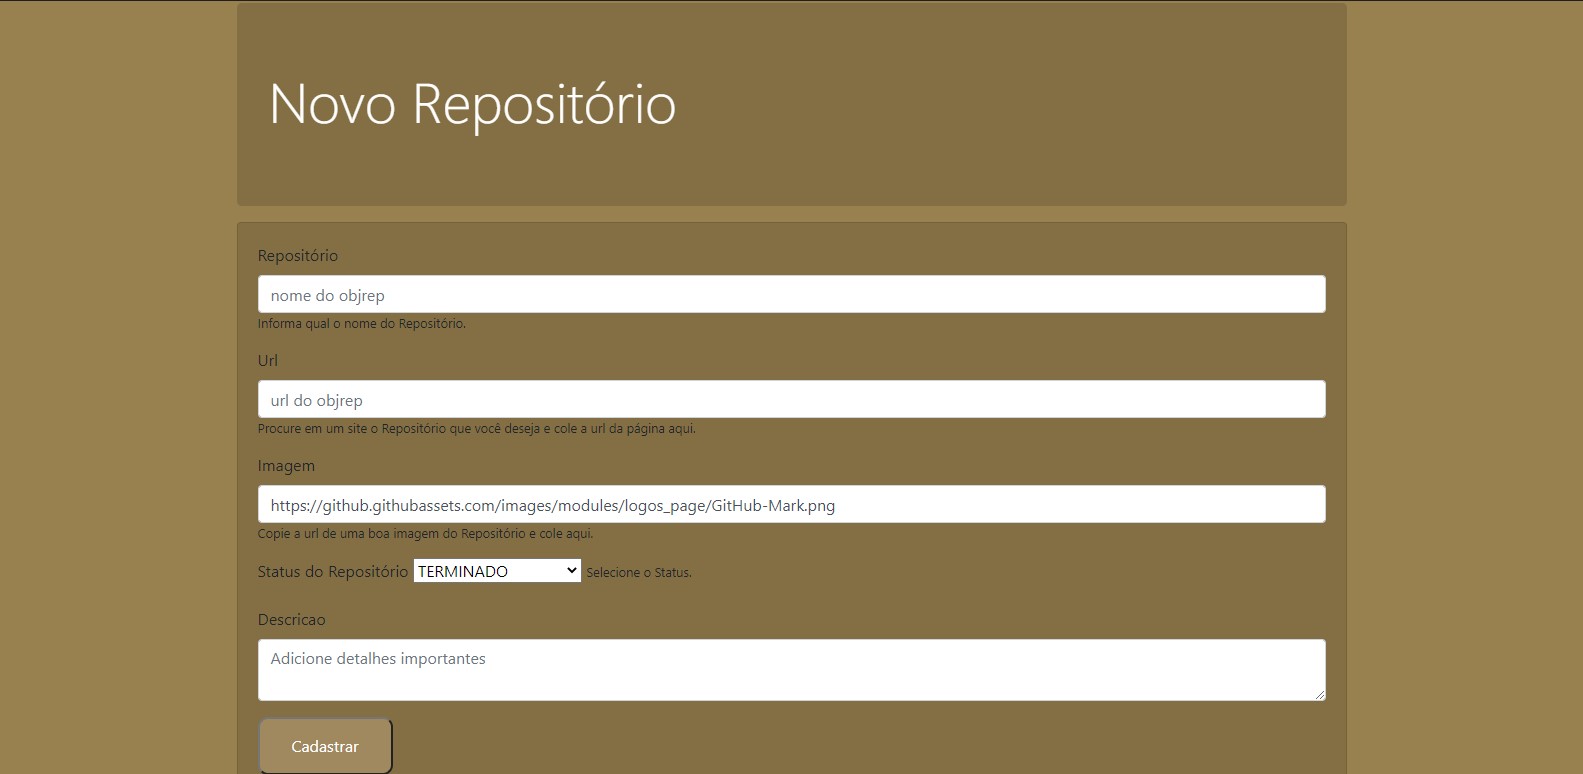 Novo Repositório
Repositório
nome do objrep
Informa qual o nome do Repositório.
Url
url do objrep
Procure em um site o Repositório que você deseja e cole a url da página aqui.
Imagem
https://github.githubassets.com/images/modules/logos_page/GitHub-Mark.png
Copie a url de uma boa imagem do Repositório e cole aqui.
Status do Repositório TERMINADO Selecione o Status.
Descricao
Adicione detalhes importantes
Cadastrar